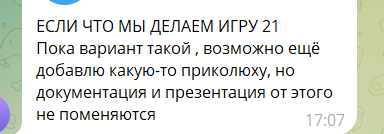 ЕСЛИ ЧТО МЫ ДЕЛАЕМ ИГРУ 21
Пока вариант такой , возможно ещё
добавлю какую-то приколюху, но
документация и презентация от этого
не поменяются
17:07